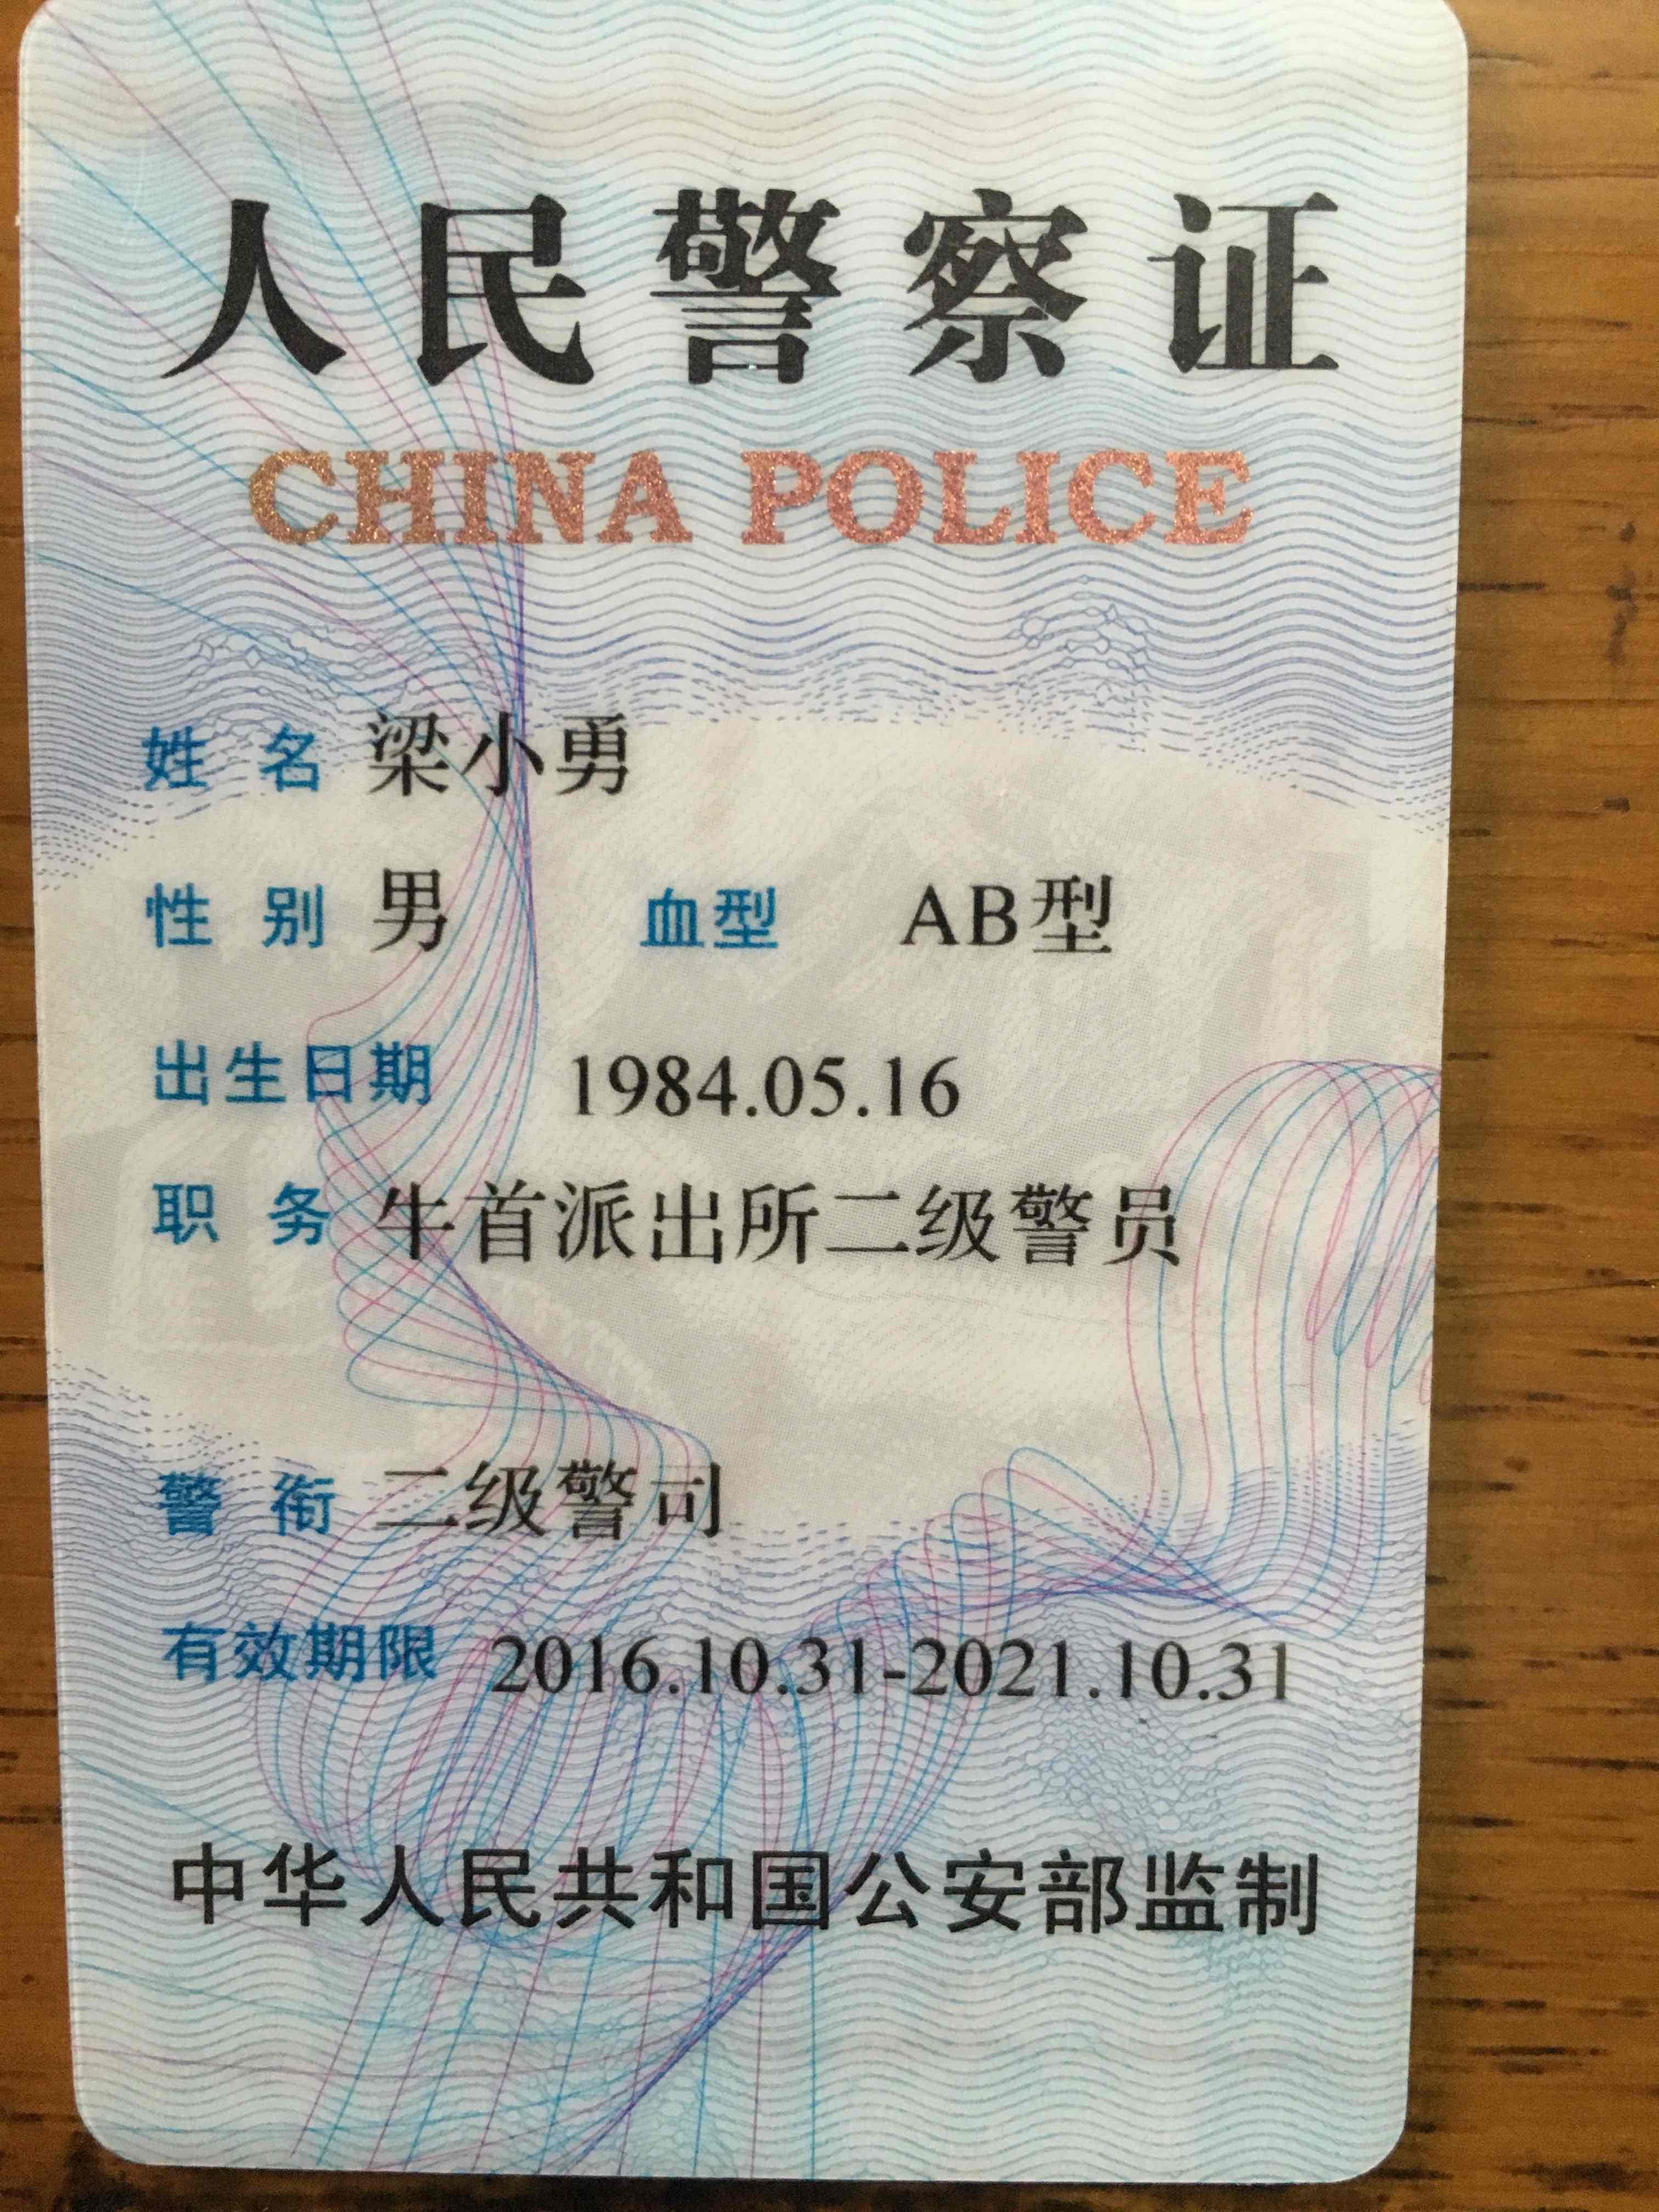 人民警察证
CHINA POLICE
姓 名 梁小勇
性 别 男 血型 AB型
出生日期 1984.05.16
职 务 牛首派出所二级警员
警 衔 二级警司
有效期限 2016.10.31-2021.10.31
中华人民共和国公安部监制